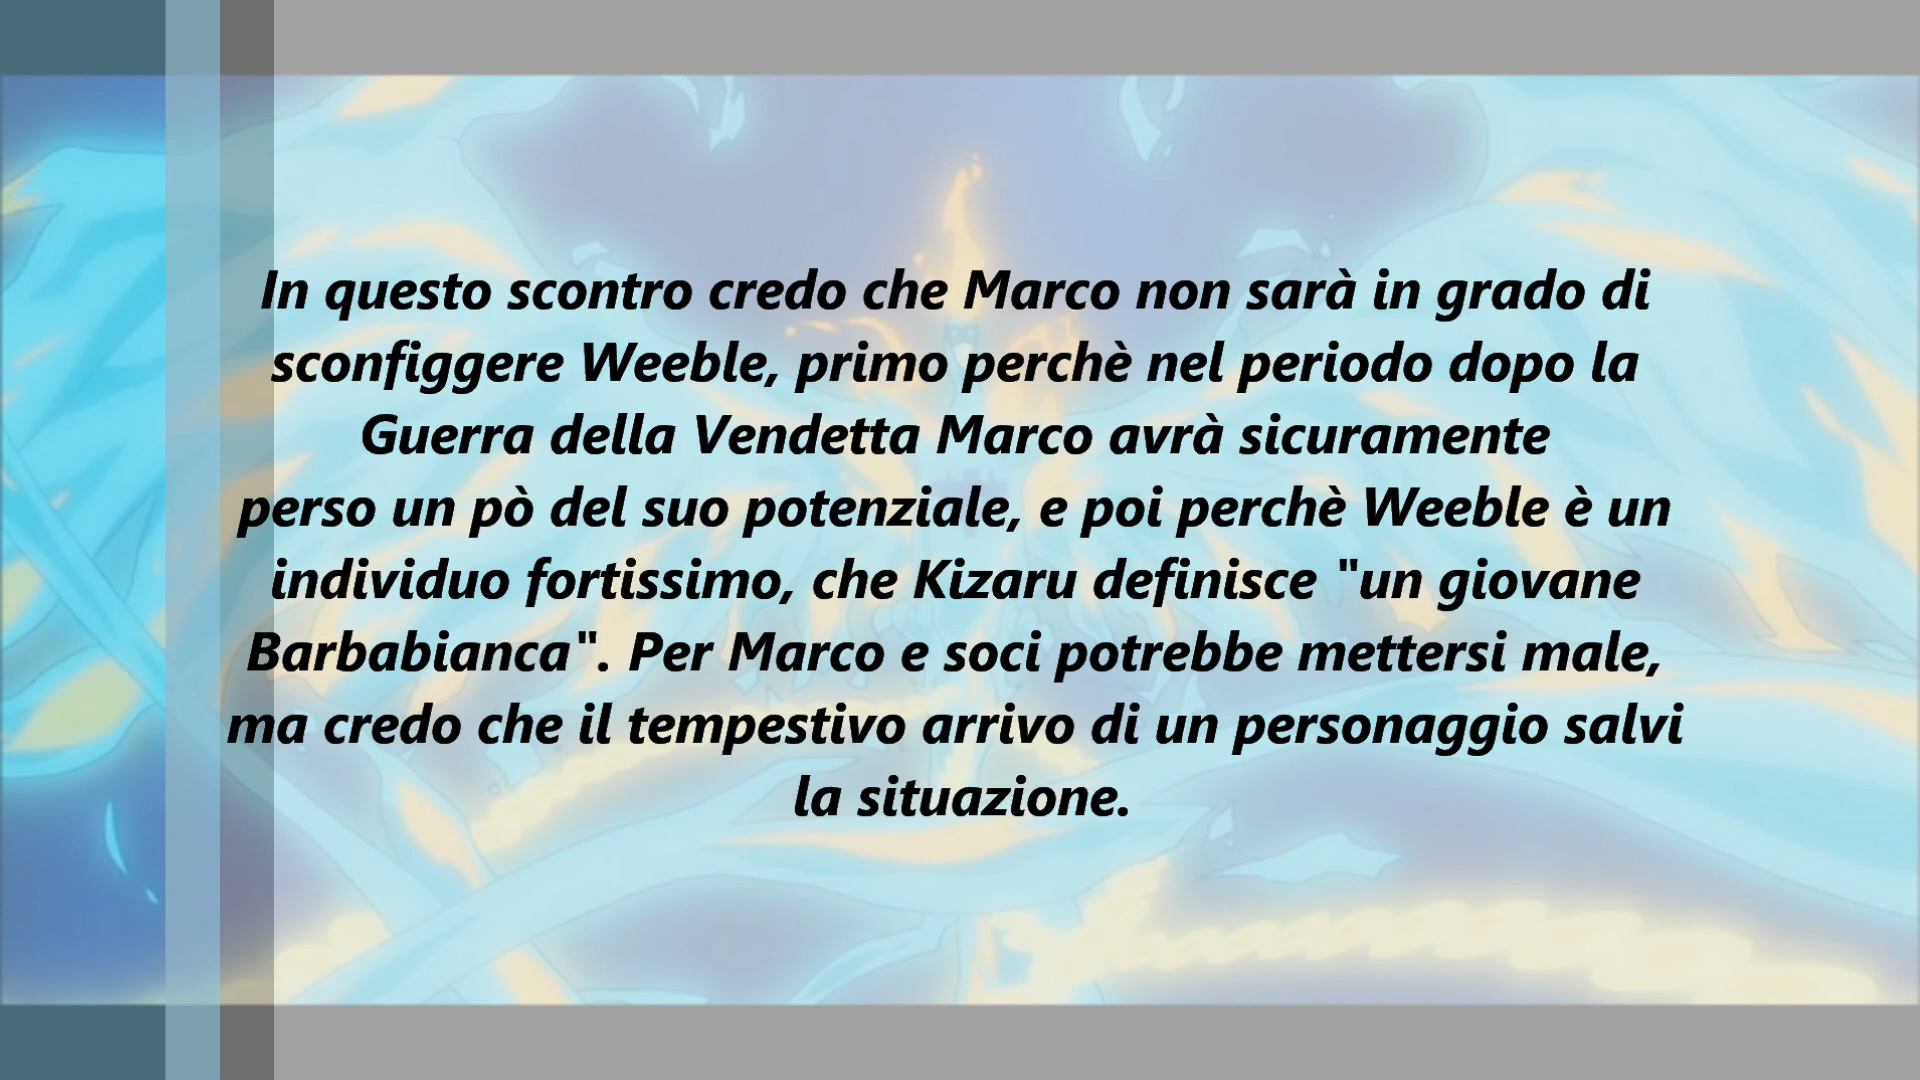 In questo scontro credo che Marco non sarà in grado di
sconfiggere Weeble, primo perchè nel periodo dopo la
Guerra della Vendetta Marco avrà sicuramente
perso un pò del suo potenziale, e poi perchè Weeble è un
individuo fortissimo, che Kizaru definisce "un giovane
Barbabianca". Per Marco e soci potrebbe mettersi male,
ma credo che il tempestivo arrivo di un personaggio salvi
la situazione.